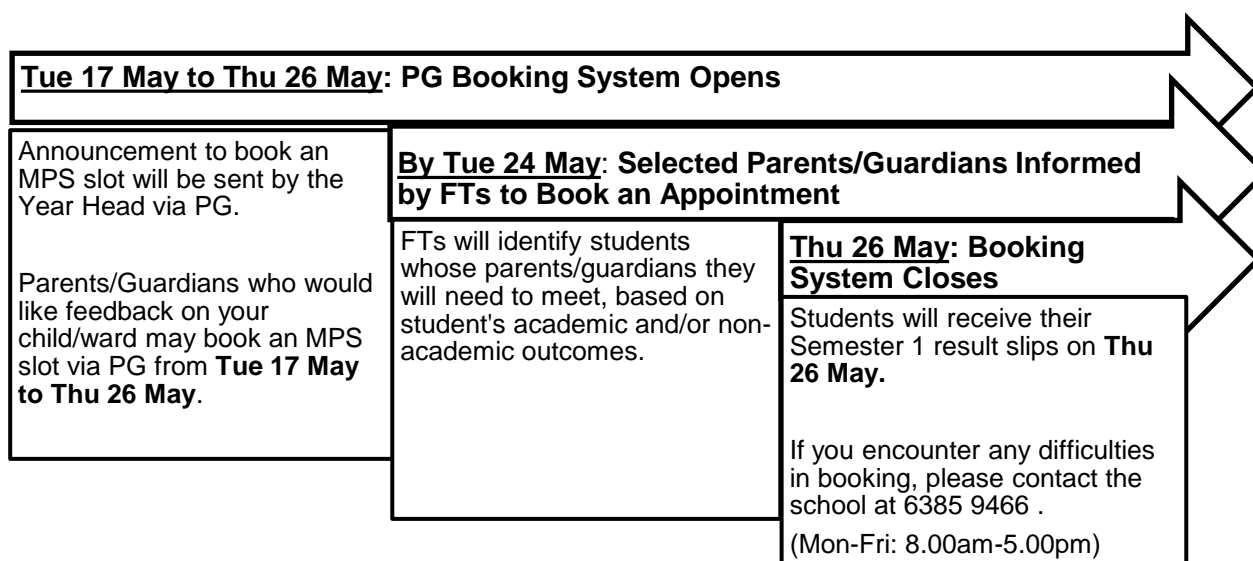 Tue 17 May to Thu 26 May: PG Booking System Opens
Announcement to book an
MPS slot will be sent by the
Year Head via PG.
Parents/Guardians who would
like feedback on your
child/ward may book an MPS
slot via PG from Tue 17 May
to Thu 26 May.
By Tue 24 May: Selected Parents/Guardians Informed
by FTs to Book an Appointment
FTs will identify students
whose parents/guardians they
will need to meet, based on
student's academic and/or non-
academic outcomes.
Thu 26 May: Booking
System Closes
Students will receive their
Semester 1 result slips on Thu
26 May.
If you encounter any difficulties
in booking, please contact the
school at 6385 9466 .
(Mon-Fri: 8.00am-5.00pm)